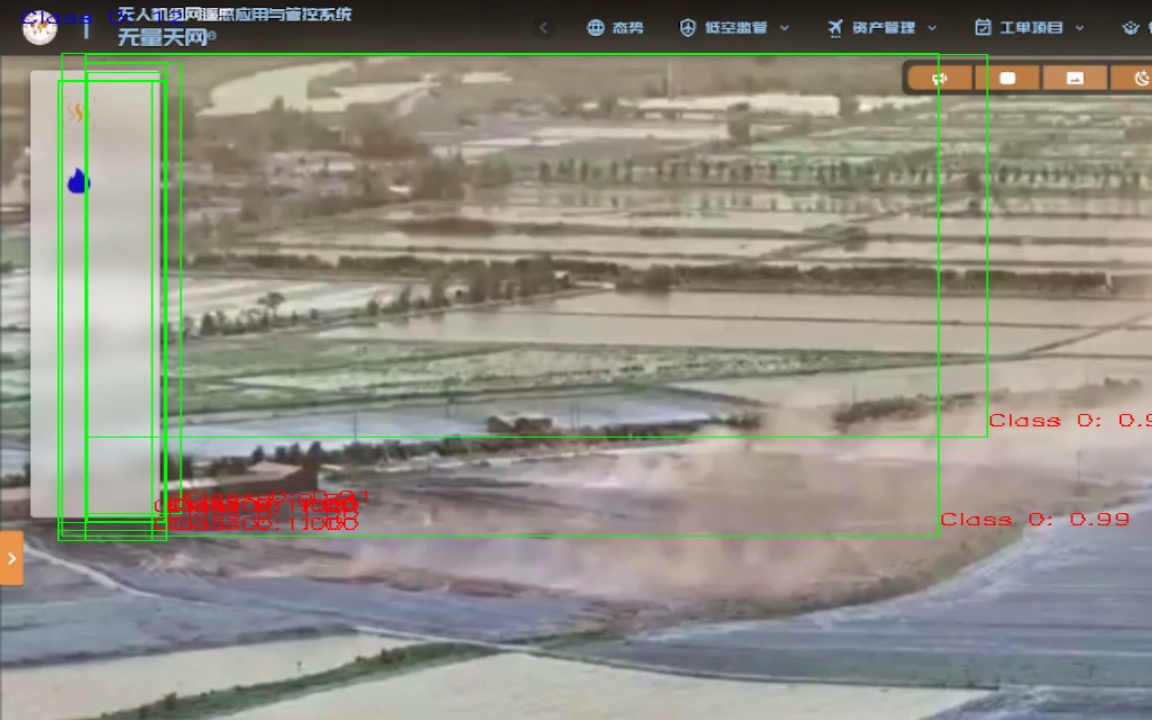 Class 0: 12
无人机组网遥感应用与管控系统
无量天网®
态势
低空监管
资产管理
工单项目
Class 0: 0.9
Class 0: 0.99